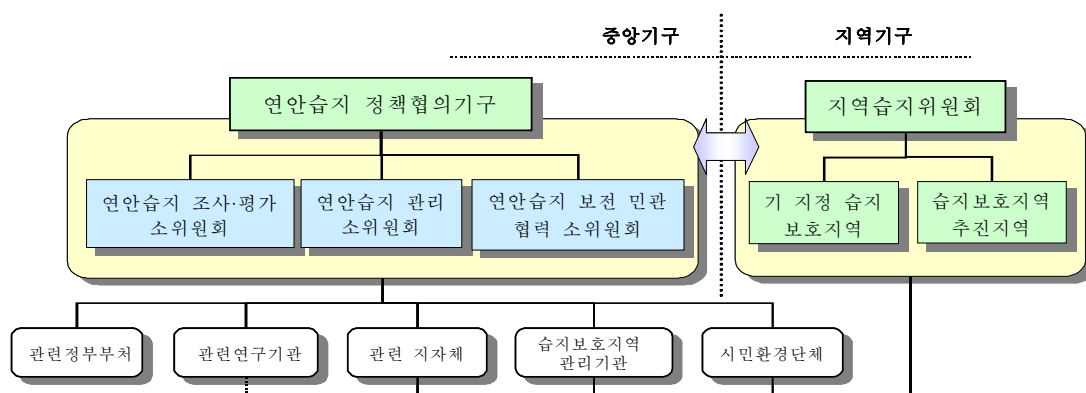 중앙기구 지역기구
연안습지 정책협의기구
지역습지위원회
연안습지 조사·평가
소위원회
연안습지 관리
소위원회
연안습지 보전 민관
협력 소위원회
기 지정 습지
보호지역
습지보호지역
추진지역
관련정부부처
관련연구기관
관련 지자체
습지보호지역
관리기관
시민환경단체